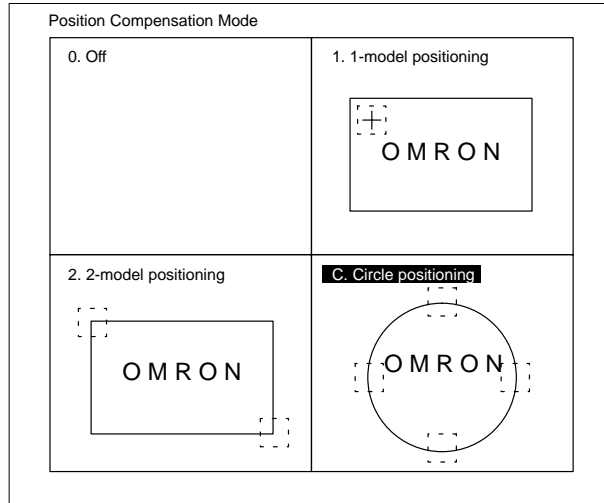 Position Compensation Mode
0. Off
1. 1-model positioning
OMRON
2. 2-model positioning
OMRON
C. Circle positioning
OMRON